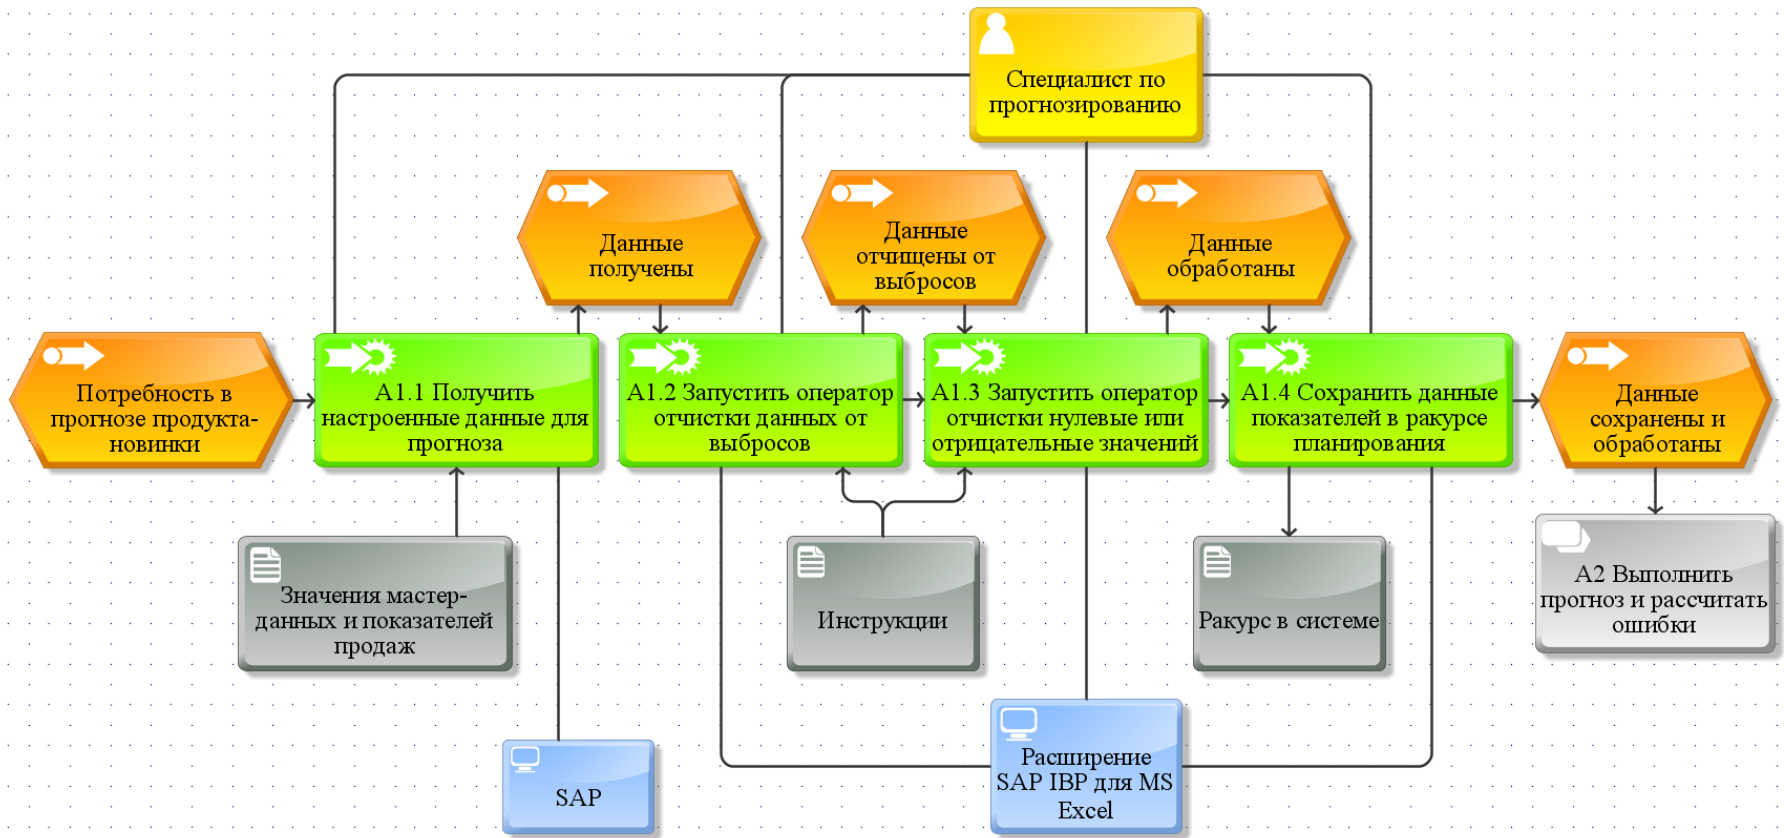 Специалист по
прогнозированию
Данные
получены
Данные
отчищены от
выбросов
Данные
обработаны
Потребность в
прогнозе продукта-
новинки
А1.1 Получить
настроенные данные для
прогноза
А1.2 Запустить оператор
отчистки данных от
выбросов
А1.3 Запустить оператор
отчистки нулевые или
отрицательные значений
А1.4 Сохранить данные
показателей в ракурсе
планирования
Данные
сохранены и
обработаны
Значения мастер-
данных и показателей
продаж
Инструкции
Ракурс в системе
А2 Выполнить
прогноз и рассчитать
ошибки
SAP
Расширение
SAP IBP для MS
Excel